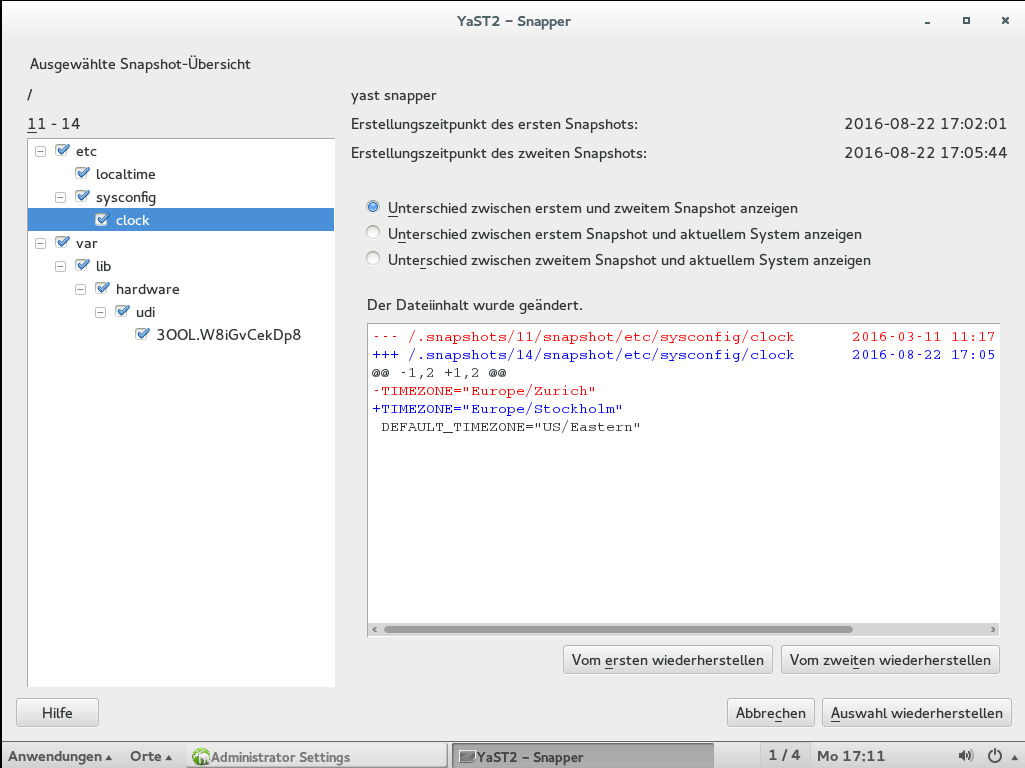 YaST2 – Snapper
Ausgewählte Snapshot-Übersicht
/
11 - 14
etc
localtime
sysconfig
clock
var
lib
hardware
udi
3OOL.W8iGvCekDp8
yast snapper
Erstellungszeitpunkt des ersten Snapshots: 2016-08-22 17:02:01
Erstellungszeitpunkt des zweiten Snapshots: 2016-08-22 17:05:44
Unterschied zwischen erstem und zweitem Snapshot anzeigen
Unterschied zwischen erstem Snapshot und aktuellem System anzeigen
Unterschied zwischen zweitem Snapshot und aktuellem System anzeigen
Der Dateiinhalt wurde geändert.
--- /.snapshots/11/snapshot/etc/sysconfig/clock 2016-03-11 11:17
+++ /.snapshots/14/snapshot/etc/sysconfig/clock 2016-08-22 17:05
@@ -1,2 +1,2 @@
-TIMEZONE="Europe/Zurich"
+TIMEZONE="Europe/Stockholm"
DEFAULT_TIMEZONE="US/Eastern"
Vom ersten wiederherstellen Vom zweiten wiederherstellen
Hilfe Abbrechen Auswahl wiederherstellen
Anwendungen Orte Administrator Settings YaST2 – Snapper 1 / 4 Mo 17:11